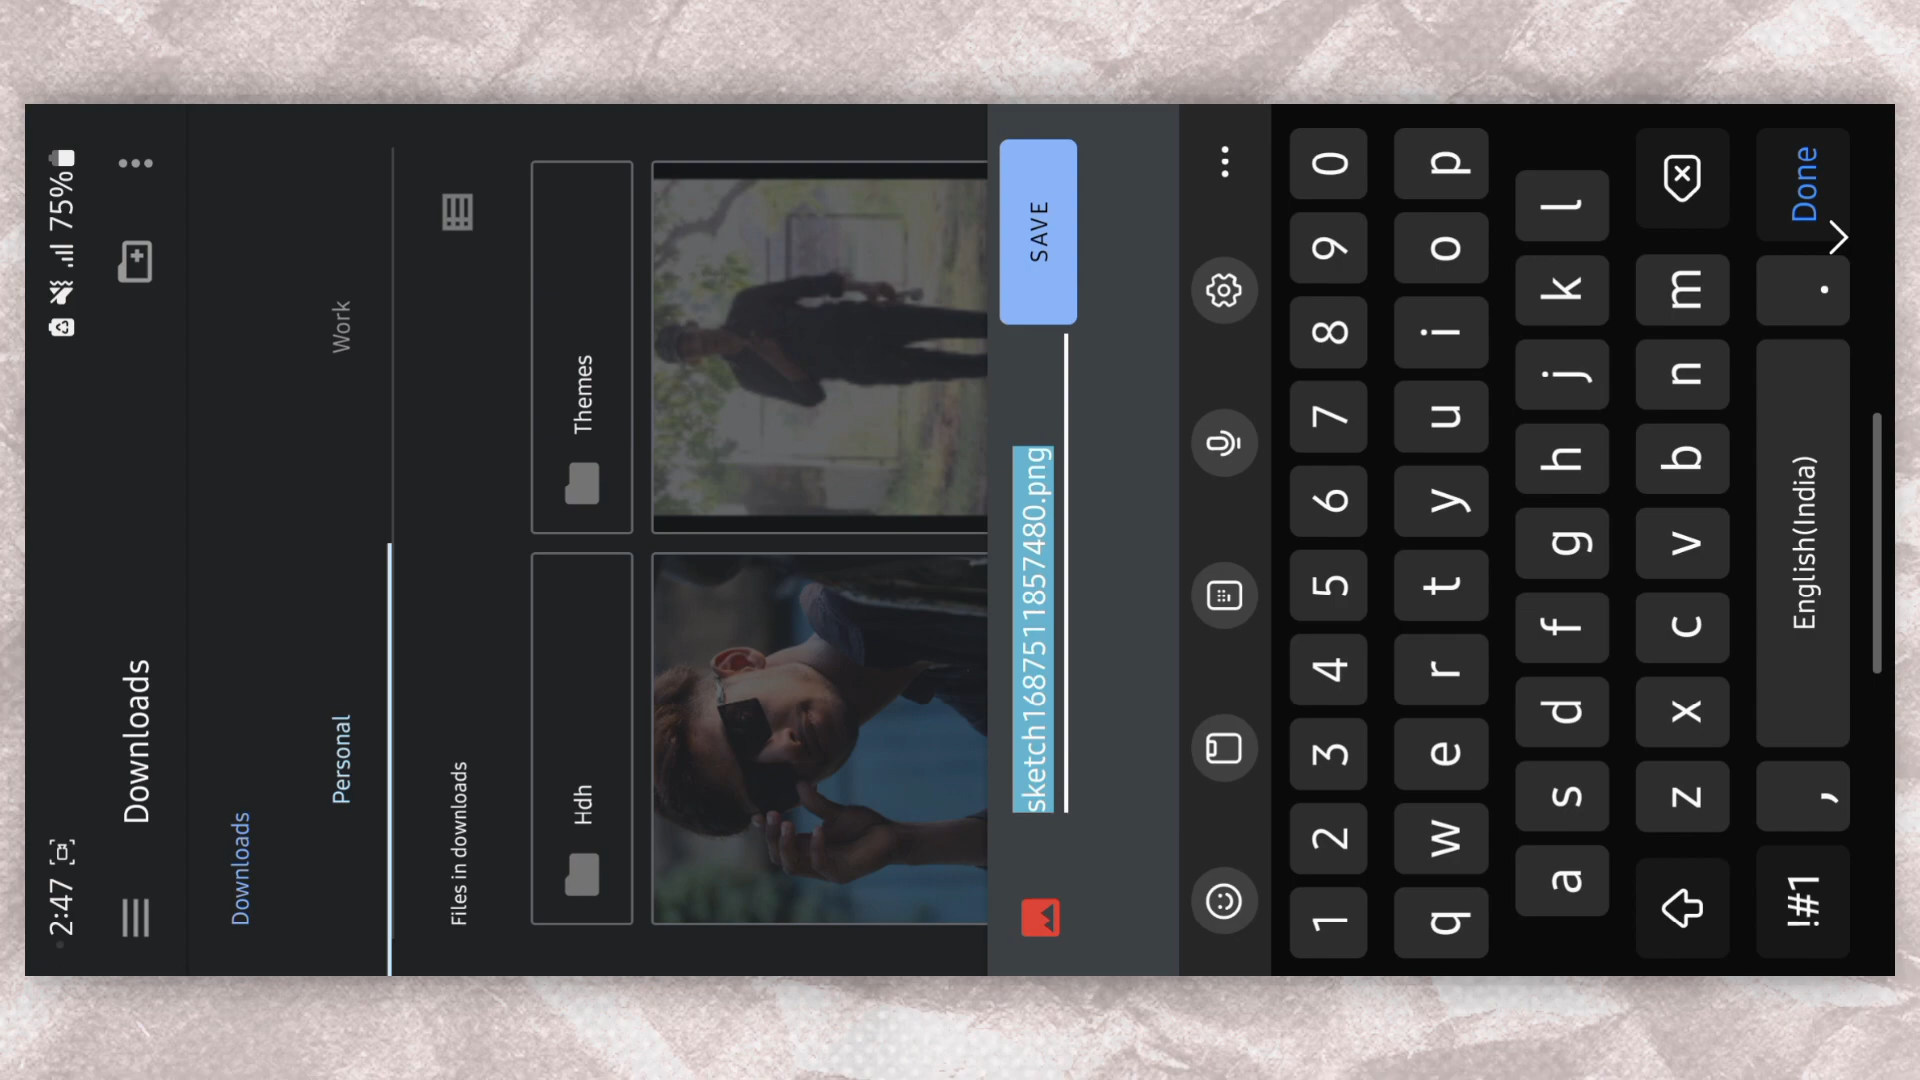 2:47 75%
Downloads
Downloads
Personal Work
Files in downloads
Hdh Themes
sketch1687511857480.png SAVE
1 2 3 4 5 6 7 8 9 0
q w e r t y u i o p
a s d f g h j k l
z x c v b n m
!#1 , English(India) . Done